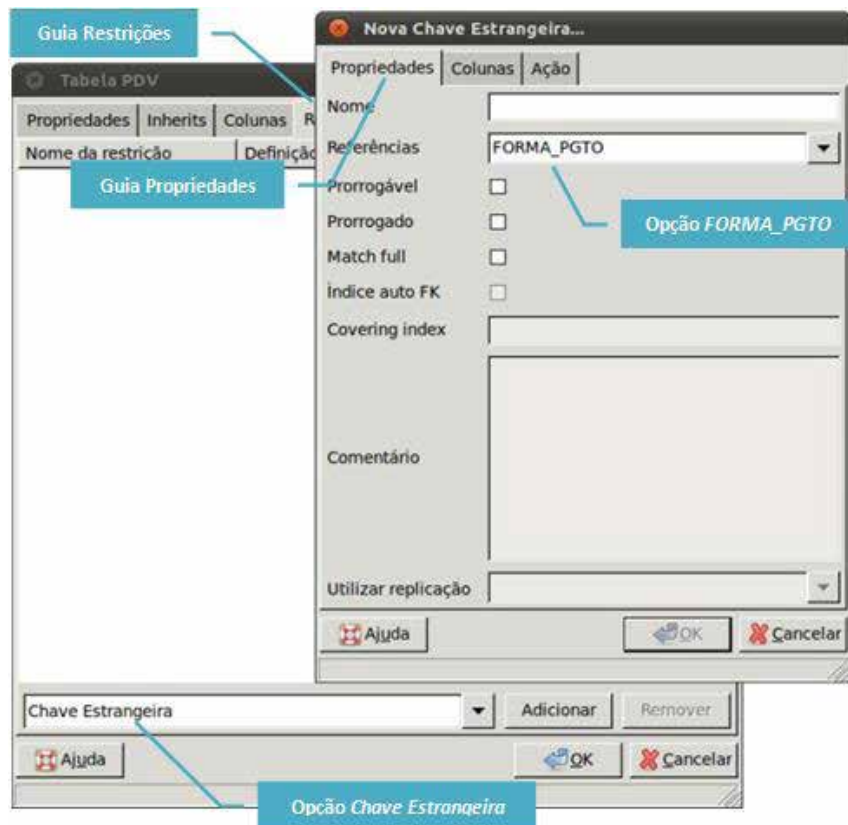 Guia Restrições
Nova Chave Estrangeira...
Tabela PDV
Propriedades Colunas Ação
Propriedades Inherits Colunas R
Nome da restrição Definição
Nome
Referências FORMA_PGTO
Guia Propriedades
Prorrogável
Prorrogado
Opção FORMA_PGTO
Match full
Índice auto FK
Covering index
Comentário
Utilizar replicação
Ajuda OK Cancelar
Chave Estrangeira Adicionar Remover
Ajuda OK Cancelar
Opção Chave Estrangeira